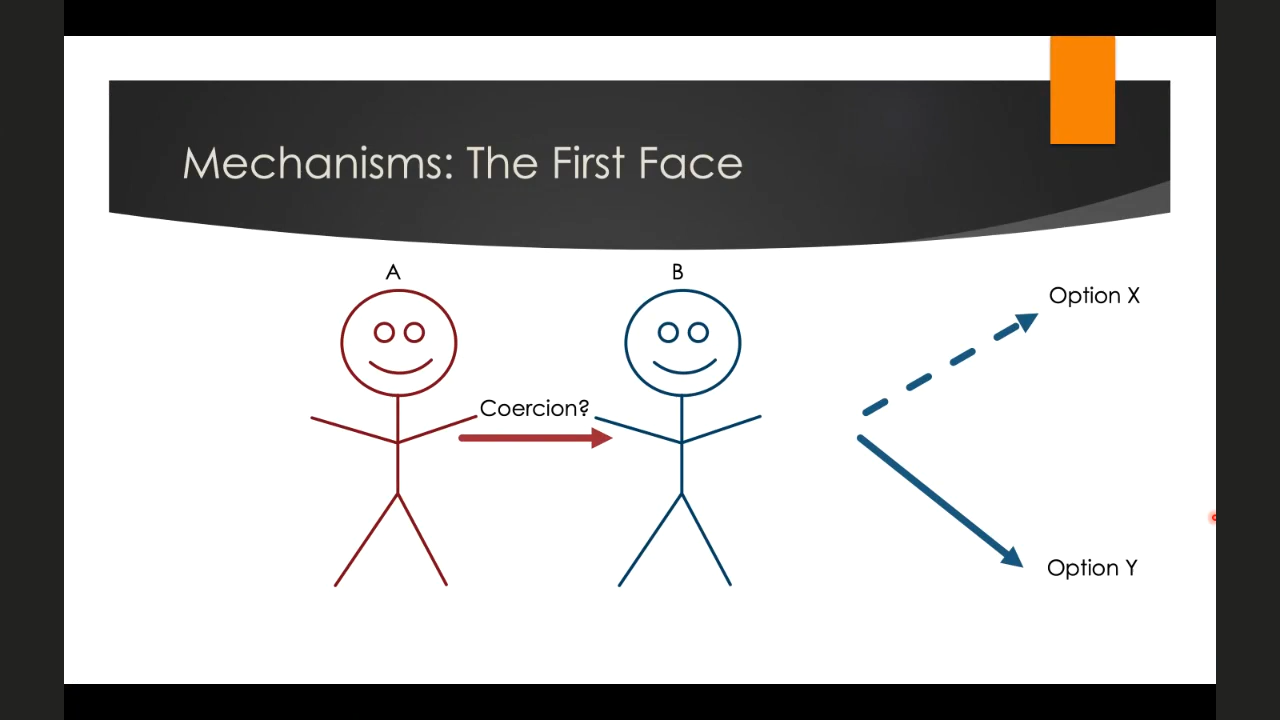 Mechanisms: The First Face
A
B
Option X
Coercion?
Option Y